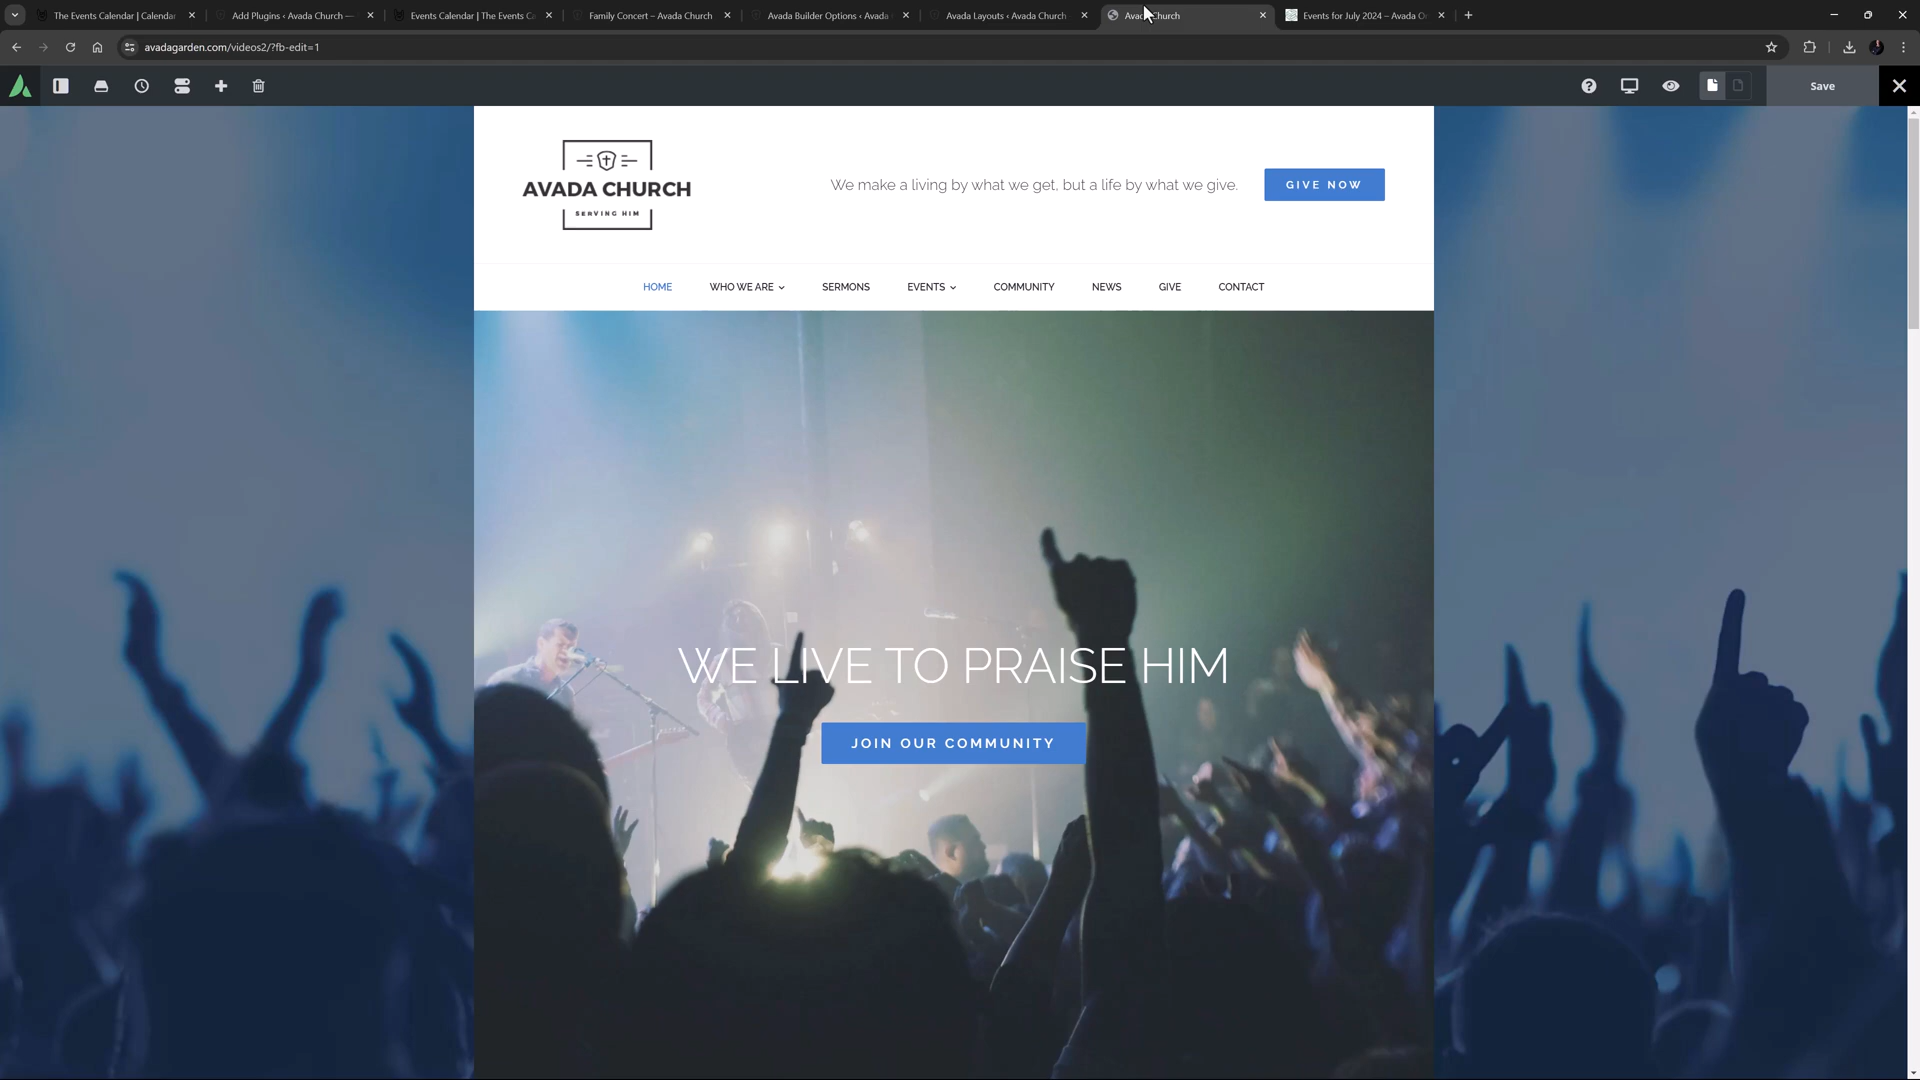 The Events Calendar | Calendar
Add Plugins ‹ Avada Church —
Events Calendar | The Events Ca
Family Concert – Avada Church
Avada Builder Options ‹ Avada
Avada Layouts ‹ Avada Church
Avada Church
Events for July 2024 – Avada O
avadagarden.com/videos2/?fb-edit=1
Save
AVADA CHURCH
SERVING HIM
We make a living by what we get, but a life by what we give.
GIVE NOW
HOME
WHO WE ARE
SERMONS
EVENTS
COMMUNITY
NEWS
GIVE
CONTACT
WE LIVE TO PRAISE HIM
JOIN OUR COMMUNITY